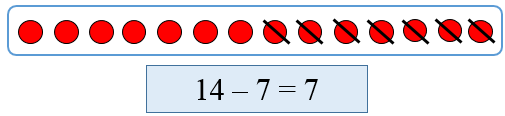 14 – 7 = 7